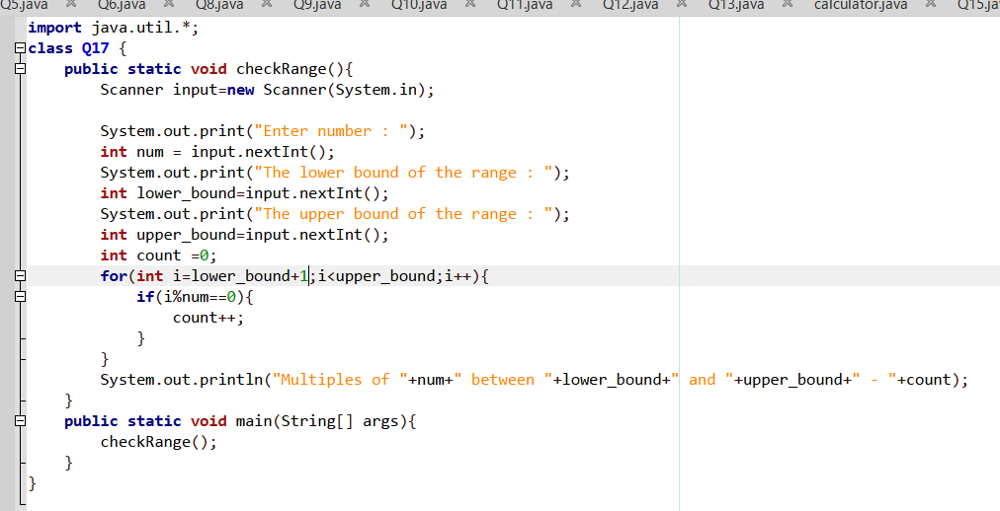 Q5.java Q6.java Q8.java Q9.java Q10.java Q11.java Q12.java Q13.java calculator.java
import java.util.*;
class Q17 {
    public static void checkRange(){
        Scanner input=new Scanner(System.in);
        System.out.print("Enter number : ");
        int num = input.nextInt();
        System.out.print("The lower bound of the range : ");
        int lower_bound=input.nextInt();
        System.out.print("The upper bound of the range : ");
        int upper_bound=input.nextInt();
        int count =0;
        for(int i=lower_bound+1;i<upper_bound;i++){
            if(i%num==0){
                count++;
            }
        }
        System.out.println("Multiples of "+num+" between "+lower_bound+" and "+upper_bound+" - "+count);
    }
    public static void main(String[] args){
        checkRange();
    }
}